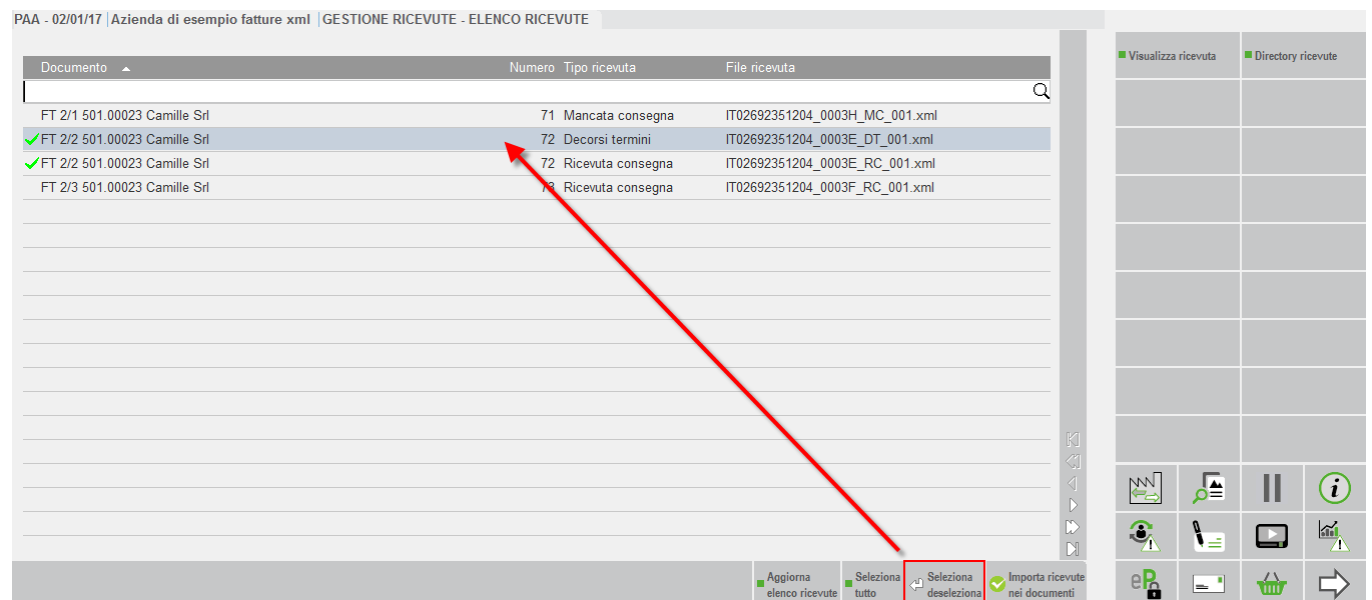 PAA - 02/01/17 | Azienda di esempio fatture xml | GESTIONE RICEVUTE - ELENCO RICEVUTE
Visualizza ricevuta Directory ricevute
Documento Numero Tipo ricevuta File ricevuta
FT 2/1 501.00023 Camille Srl 71 Mancata consegna IT02692351204_0003H_MC_001.xml
FT 2/2 501.00023 Camille Srl 72 Decorsi termini IT02692351204_0003E_DT_001.xml
FT 2/2 501.00023 Camille Srl 72 Ricevuta consegna IT02692351204_0003E_RC_001.xml
FT 2/3 501.00023 Camille Srl 73 Ricevuta consegna IT02692351204_0003F_RC_001.xml
Aggiorna elenco ricevute
Seleziona tutto
Seleziona deseleziona
Importa ricevute nei documenti